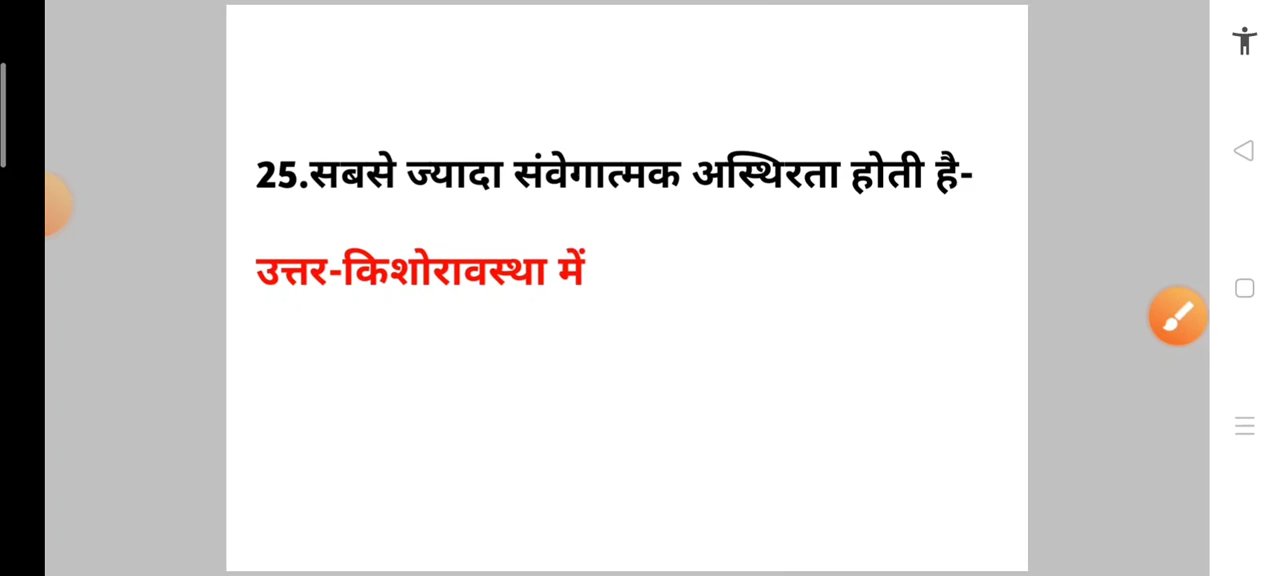 25.सबसे ज्यादा संवेगात्मक अस्थिरता होती है-
उत्तर-किशोरावस्था में